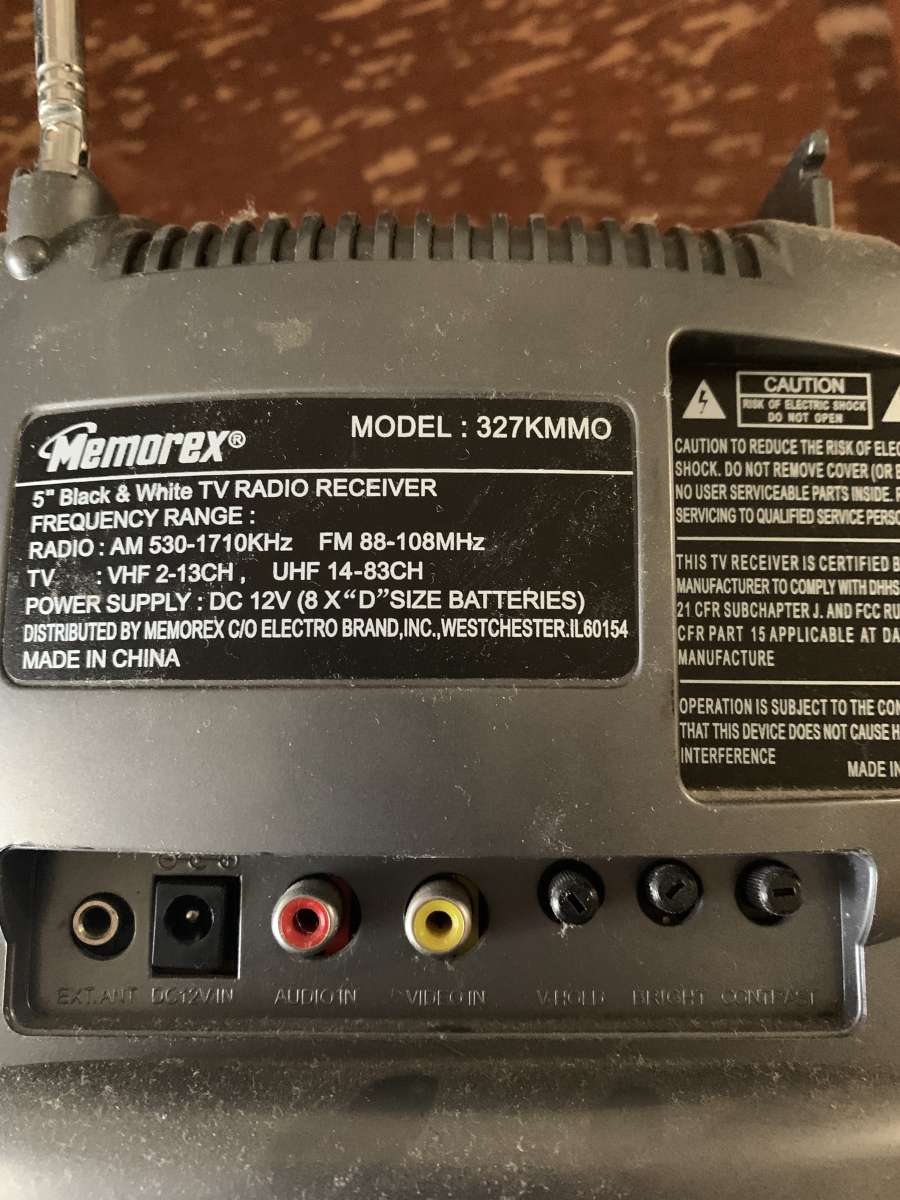 Memorex® MODEL : 327KMMO
5" Black & White TV RADIO RECEIVER
FREQUENCY RANGE :
RADIO : AM 530-1710KHz FM 88-108MHz
TV : VHF 2-13CH , UHF 14-83CH
POWER SUPPLY : DC 12V (8 X “D”SIZE BATTERIES)
DISTRIBUTED BY MEMOREX C/O ELECTRO BRAND,INC.,WESTCHESTER.IL60154
MADE IN CHINA
CAUTION
RISK OF ELECTRIC SHOCK
DO NOT OPEN
CAUTION TO REDUCE THE RISK OF ELEC
SHOCK. DO NOT REMOVE COVER (OR B
NO USER SERVICEABLE PARTS INSIDE. R
SERVICING TO QUALIFIED SERVICE PERSO
THIS TV RECEIVER IS CERTIFIED B
MANUFACTURER TO COMPLY WITH DHHS
21 CFR SUBCHAPTER J. AND FCC RU
CFR PART 15 APPLICABLE AT DA
MANUFACTURE
OPERATION IS SUBJECT TO THE CON
THAT THIS DEVICE DOES NOT CAUSE H
INTERFERENCE
MADE IN
EXT.ANT DC12V/IN AUDIO IN VIDEO IN V-HOLD BRIGHT CONTRAST